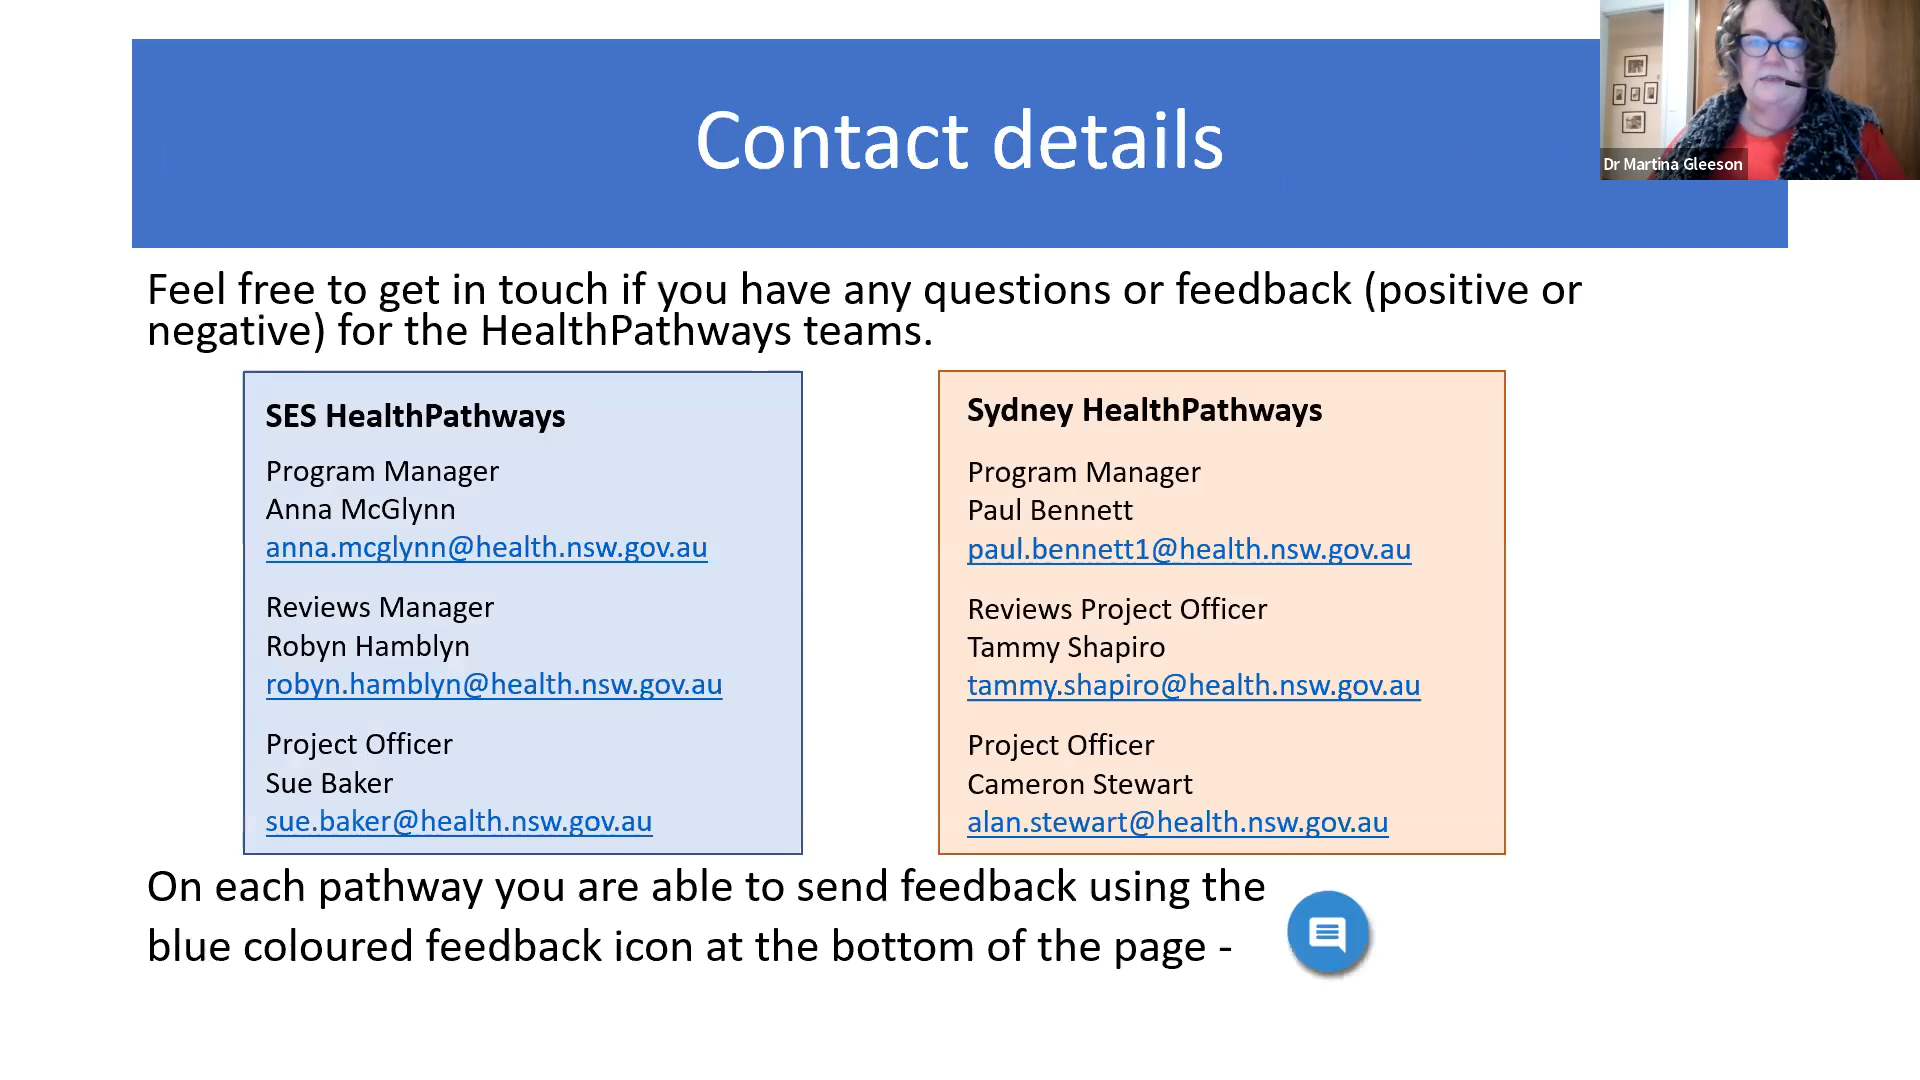 Contact details
Dr Martina Gleeson
Feel free to get in touch if you have any questions or feedback (positive or
negative) for the HealthPathways teams.
SES HealthPathways
Program Manager
Anna McGlynn
anna.mcglynn@health.nsw.gov.au
Reviews Manager
Robyn Hamblyn
robyn.hamblyn@health.nsw.gov.au
Project Officer
Sue Baker
sue.baker@health.nsw.gov.au
Sydney HealthPathways
Program Manager
Paul Bennett
paul.bennett1@health.nsw.gov.au
Reviews Project Officer
Tammy Shapiro
tammy.shapiro@health.nsw.gov.au
Project Officer
Cameron Stewart
alan.stewart@health.nsw.gov.au
On each pathway you are able to send feedback using the
blue coloured feedback icon at the bottom of the page -